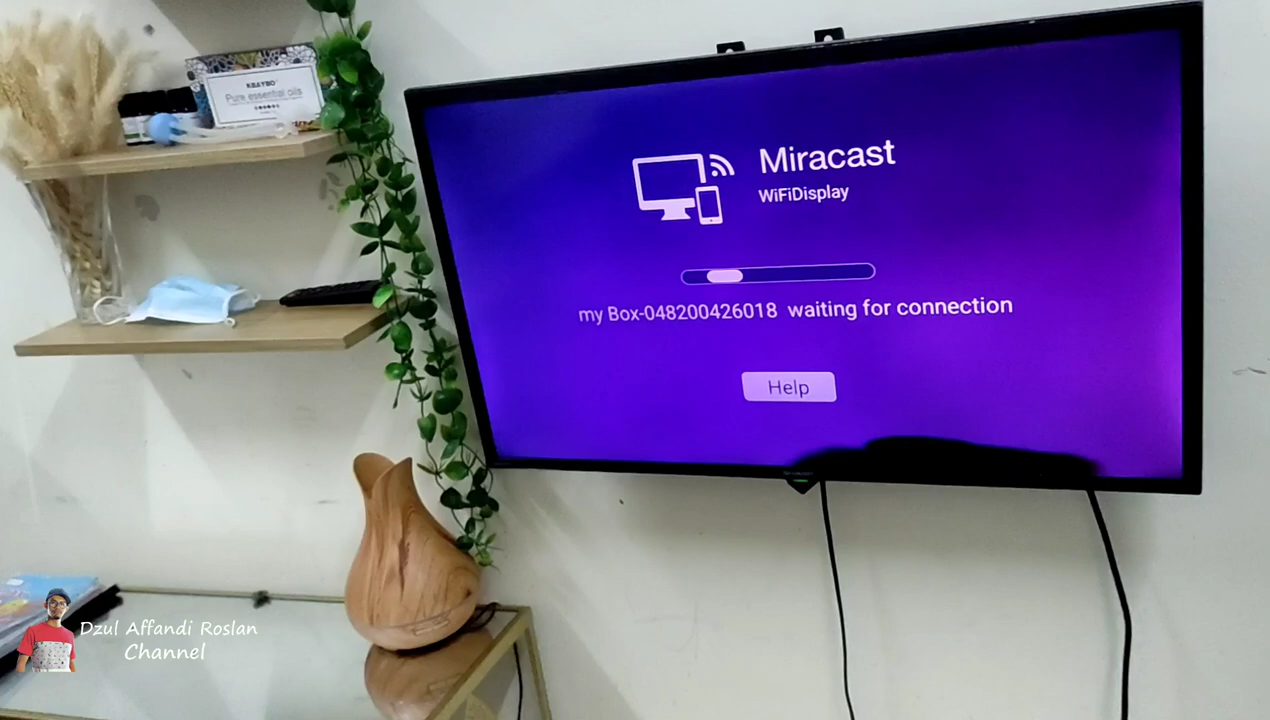 Pure essential oils
Miracast
WiFiDisplay
my Box-048200426018 waiting for connection
Help
Dzul Affandi Roslan
Channel